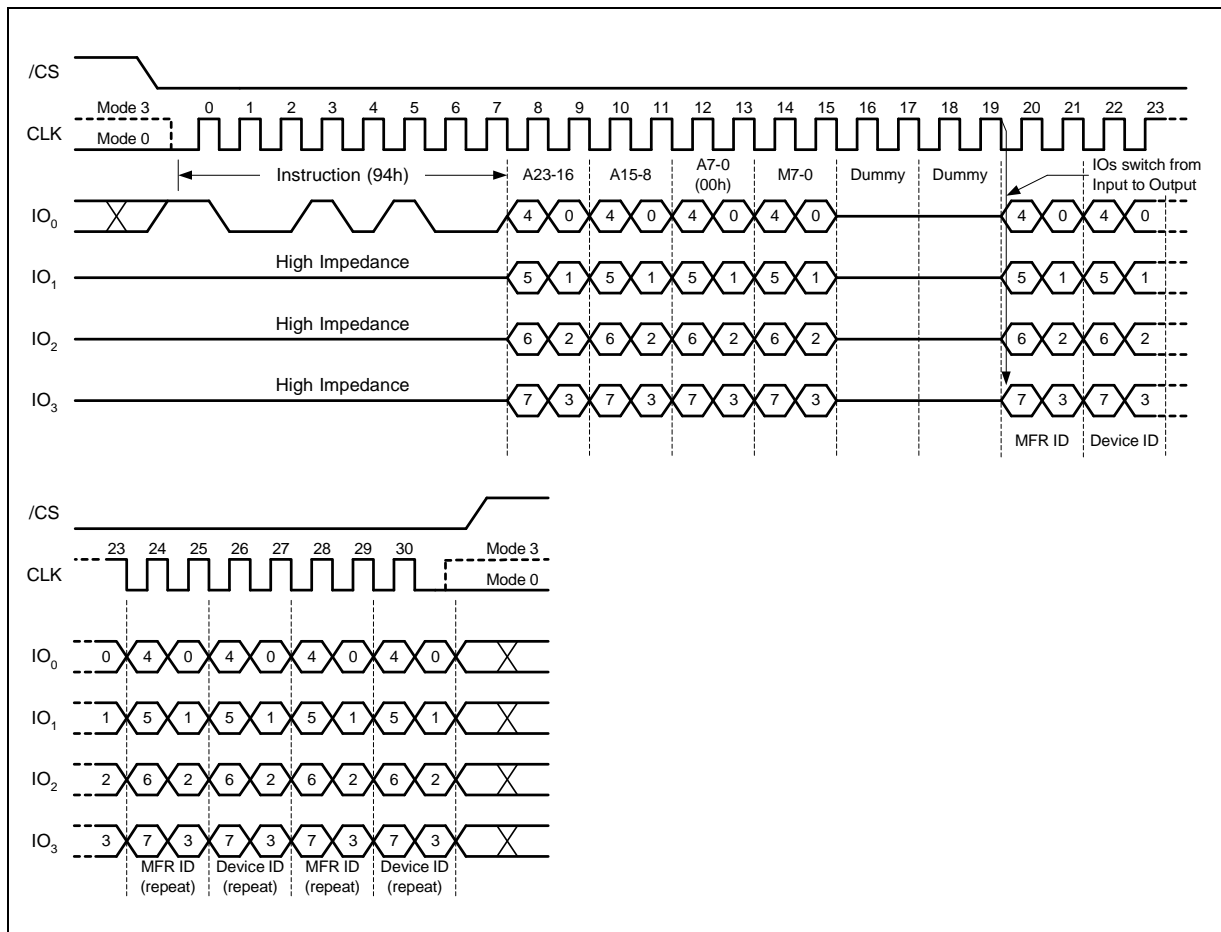 /CS
Mode 3 0 1 2 3 4 5 6 7 8 9 10 11 12 13 14 15 16 17 18 19 20 21 22 23
CLK Mode 0
Instruction (94h) A23-16 A15-8 A7-0 (00h) M7-0 Dummy Dummy IOs switch from Input to Output
IO0 4 0 4 0 4 0 4 0 4 0 4 0
High Impedance
IO1 5 1 5 1 5 1 5 1 5 1 5 1
High Impedance
IO2 6 2 6 2 6 2 6 2 6 2 6 2
High Impedance
IO3 7 3 7 3 7 3 7 3 7 3 7 3
MFR ID Device ID
/CS
23 24 25 26 27 28 29 30 Mode 3
CLK Mode 0
IO0 0 4 0 4 0 4 0 4 0
IO1 1 5 1 5 1 5 1 5 1
IO2 2 6 2 6 2 6 2 6 2
IO3 3 7 3 7 3 7 3 7 3
MFR ID (repeat) Device ID (repeat) MFR ID (repeat) Device ID (repeat)